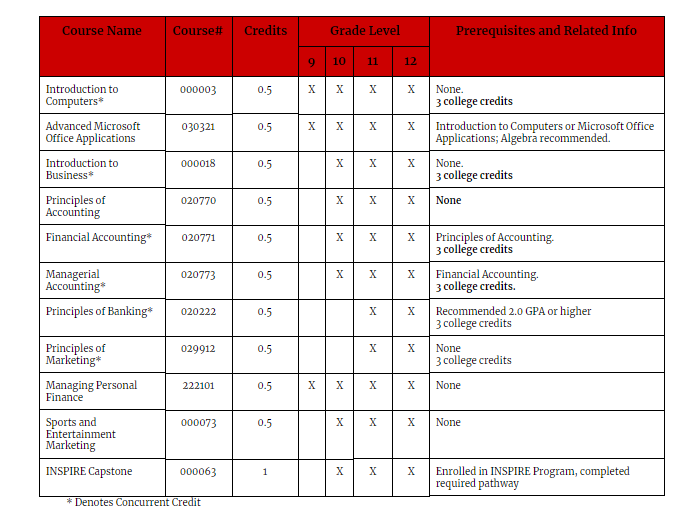 Course Name Course# Credits Grade Level Prerequisites and Related Info
9 10 11 12
Introduction to 000003 0.5 X X X X None.
Computers* 3 college credits
Advanced Microsoft 030321 0.5 X X X X Introduction to Computers or Microsoft Office
Office Applications Applications; Algebra recommended.
Introduction to 000018 0.5 X X X None.
Business* 3 college credits
Principles of 020770 0.5 X X X None
Accounting
Financial Accounting* 020771 0.5 X X X Principles of Accounting.
3 college credits
Managerial 020773 0.5 X X X Financial Accounting.
Accounting* 3 college credits.
Principles of Banking* 020222 0.5 X X Recommended 2.0 GPA or higher
3 college credits
Principles of 029912 0.5 X X None
Marketing* 3 college credits
Managing Personal 222101 0.5 X X X X None
Finance
Sports and 000073 0.5 X X X None
Entertainment
Marketing
INSPIRE Capstone 000063 1 X X X Enrolled in INSPIRE Program, completed
required pathway
* Denotes Concurrent Credit